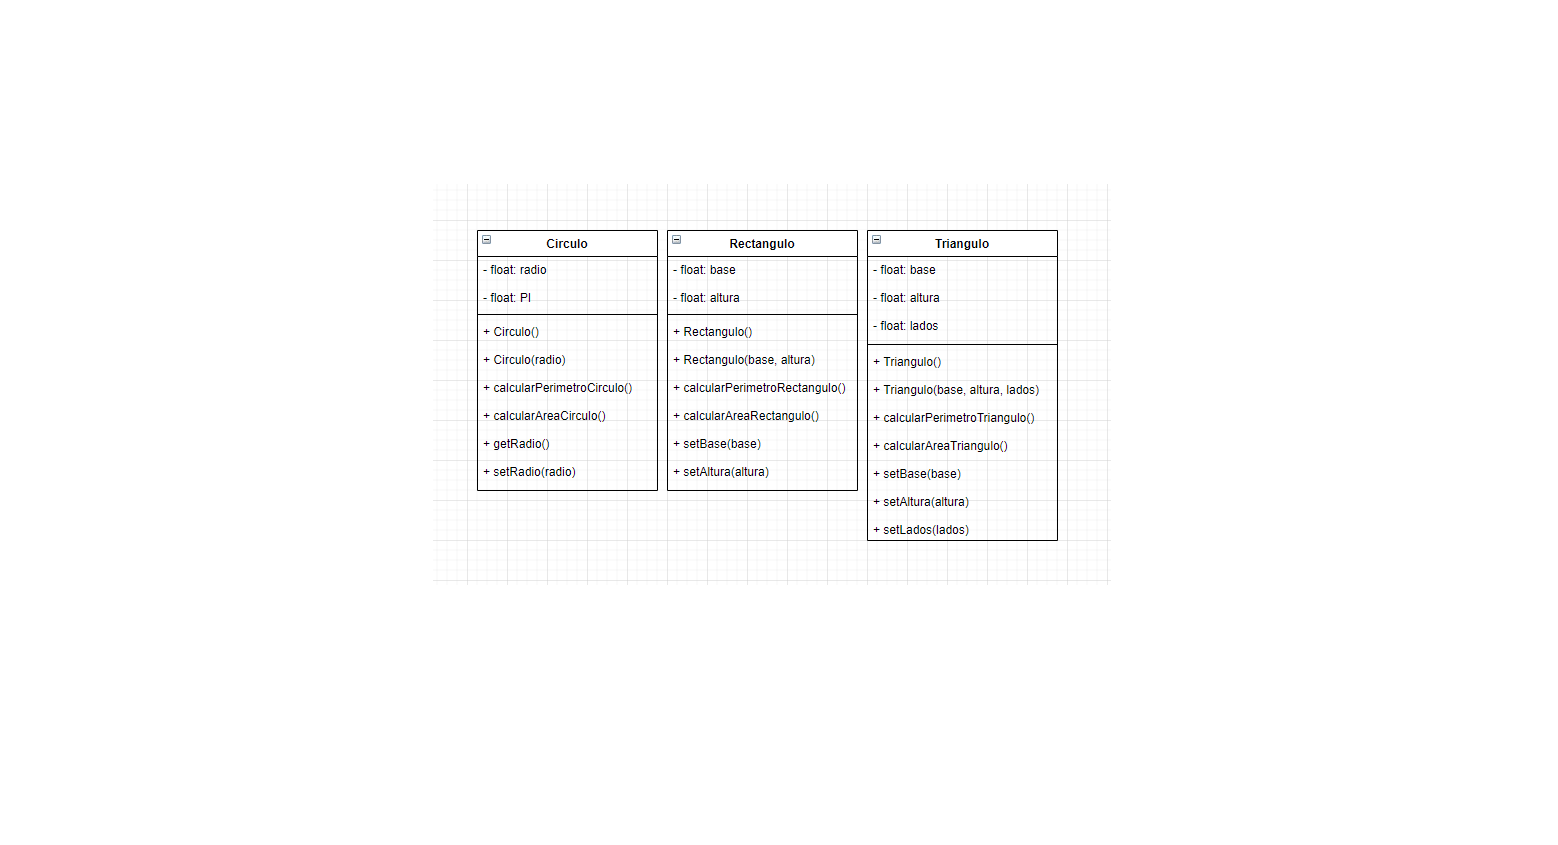 Circulo
- float: radio
- float: PI
+ Circulo()
+ Circulo(radio)
+ calcularPerimetroCirculo()
+ calcularAreaCirculo()
+ getRadio()
+ setRadio(radio)
Rectangulo
- float: base
- float: altura
+ Rectangulo()
+ Rectangulo(base, altura)
+ calcularPerimetroRectangulo()
+ calcularAreaRectangulo()
+ setBase(base)
+ setAltura(altura)
Triangulo
- float: base
- float: altura
- float: lados
+ Triangulo()
+ Triangulo(base, altura, lados)
+ calcularPerimetroTriangulo()
+ calcularAreaTriangulo()
+ setBase(base)
+ setAltura(altura)
+ setLados(lados)